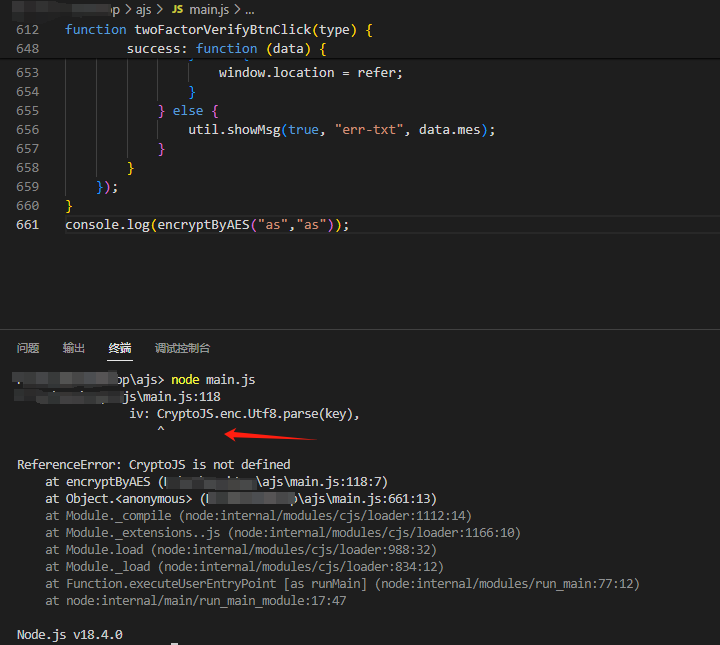 p > ajs > JS main.js > ...
612 function twoFactorVerifyBtnClick(type) {
648 success: function (data) {
653 window.location = refer;
654 }
655 } else {
656 util.showMsg(true, "err-txt", data.mes);
657 }
658 }
659 });
660 }
661 console.log(encryptByAES("as","as"));
问题 输出 终端 调试控制台
p\ajs> node main.js
js\main.js:118
iv: CryptoJS.enc.Utf8.parse(key),
^
ReferenceError: CryptoJS is not defined
at encryptByAES (\ajs\main.js:118:7)
at Object.<anonymous> (p\ajs\main.js:661:13)
at Module._compile (node:internal/modules/cjs/loader:1112:14)
at Module._extensions..js (node:internal/modules/cjs/loader:1166:10)
at Module.load (node:internal/modules/cjs/loader:988:32)
at Module._load (node:internal/modules/cjs/loader:834:12)
at Function.executeUserEntryPoint [as runMain] (node:internal/modules/run_main:77:12)
at node:internal/main/run_main_module:17:47
Node.js v18.4.0